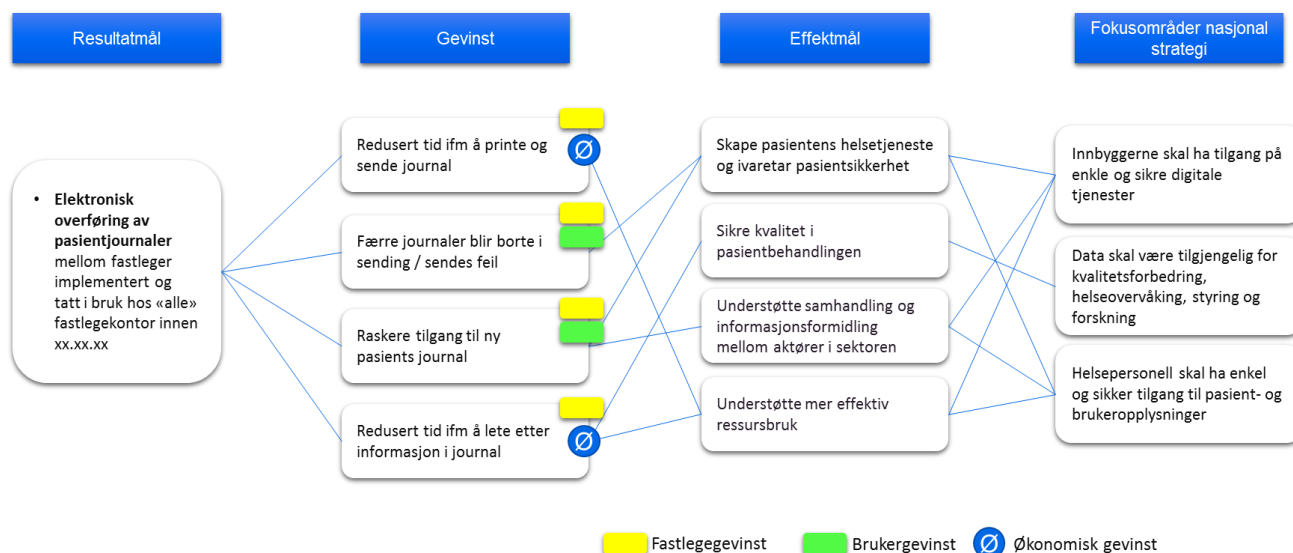 Resultatmål
Gevinst
Effektmål
Fokusområder nasjonal
strategi
• Elektronisk
overføring av
pasientjournaler
mellom fastleger
implementert og
tatt i bruk hos «alle»
fastlegekontor innen
xx.xx.xx
Redusert tid ifm å printe og
sende journal
Ø
Færre journaler blir borte i
sending / sendes feil
Raskere tilgang til ny
pasients journal
Redusert tid ifm å lete etter
informasjon i journal
Ø
Skape pasientens helsetjeneste
og ivaretar pasientsikkerhet
Sikre kvalitet i
pasientbehandlingen
Understøtte samhandling og
informasjonsformidling
mellom aktører i sektoren
Understøtte mer effektiv
ressursbruk
Innbyggerne skal ha tilgang på
enkle og sikre digitale
tjenester
Data skal være tilgjengelig for
kvalitetsforbedring,
helseovervåking, styring og
forskning
Helsepersonell skal ha enkel
og sikker tilgang til pasient- og
brukeropplysninger
Fastlegegevinst
Brukergevinst
Ø Økonomisk gevinst